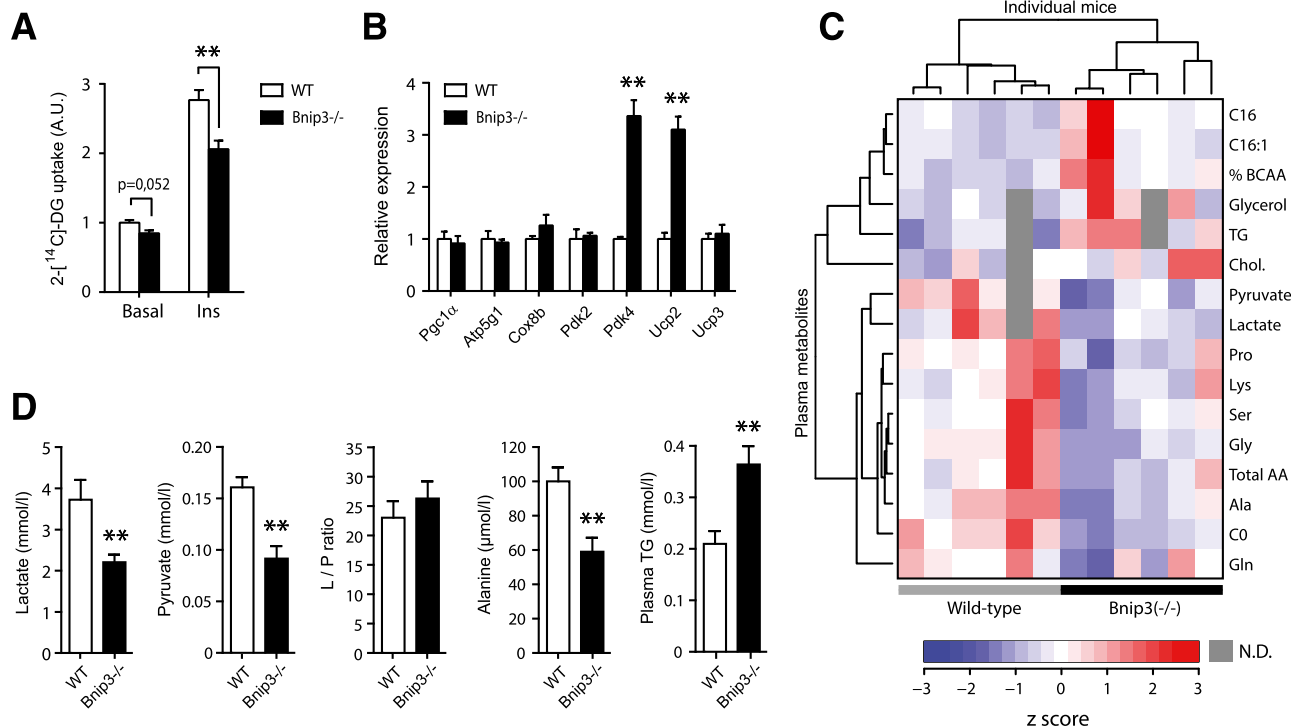 A
2-[14C]-DG uptake (A.U.)
3
2
1
0
**
p=0,052
Basal
Ins
WT
Bnip3-/-
B
Relative expression
4
3
2
1
0
WT
Bnip3-/-
**
**
Pgc1α
Atp5g1
Cox8b
Pdk2
Pdk4
Ucp2
Ucp3
C
Individual mice
Plasma metabolites
C16
C16:1
% BCAA
Glycerol
TG
Chol.
Pyruvate
Lactate
Pro
Lys
Ser
Gly
Total AA
Ala
C0
Gln
Wild-type
Bnip3(-/-)
N.D.
−3
−2
−1
0
1
2
3
z score
D
Lactate (mmol/l)
5
4
3
2
1
0
**
WT
Bnip3-/-
Pyruvate (mmol/l)
0.20
0.15
0.10
0.05
0
**
WT
Bnip3-/-
L / P ratio
35
30
25
20
15
10
5
0
WT
Bnip3-/-
Alanine (μmol/l)
120
100
80
60
40
20
0
**
WT
Bnip3-/-
Plasma TG (mmol/l)
0.4
0.3
0.2
0.1
0
**
WT
Bnip3-/-